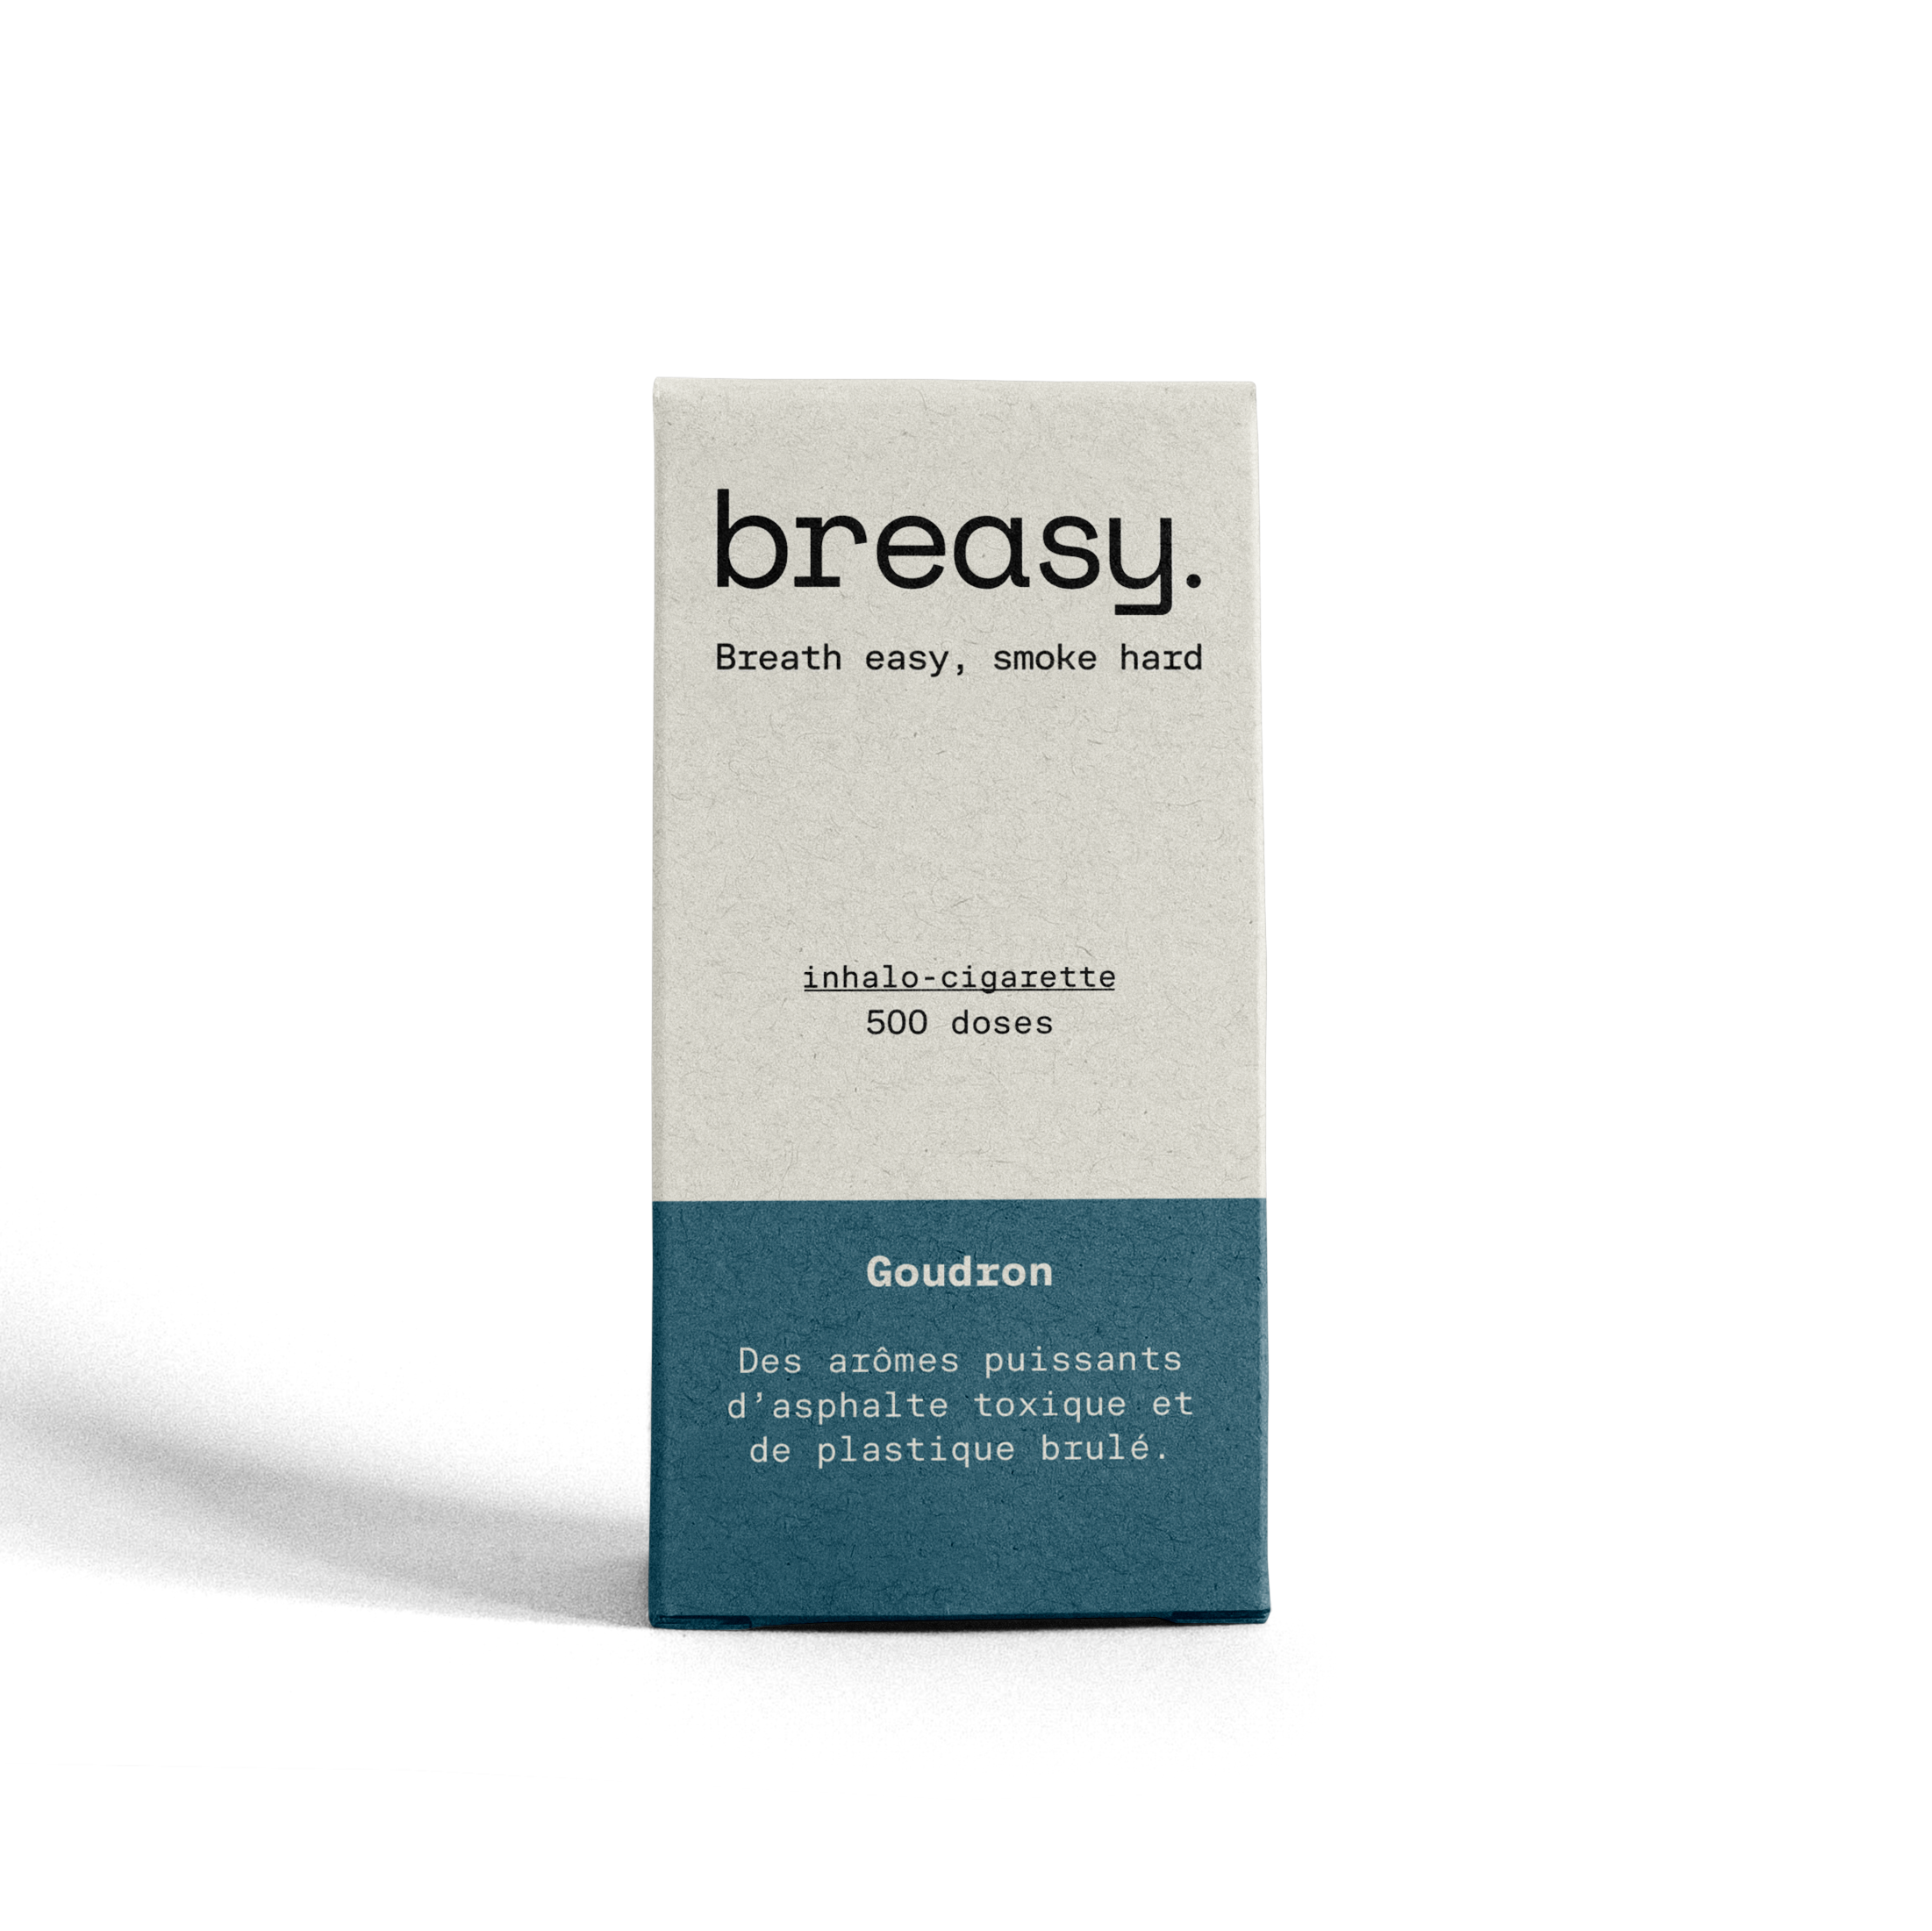 breasy.
Breath easy, smoke hard
inhalo-cigarette
500 doses
Goudron
Des arômes puissants
d’asphalte toxique et
de plastique brulé.